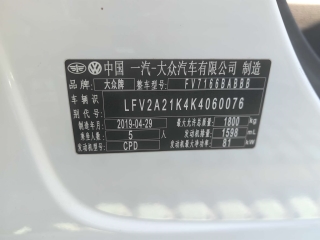 中国 一汽-大众汽车有限公司 制造
品牌: 大众牌 整车型号: FV7166BABBB
车辆识别代号: LFV2A21K4K4060076
制造年月: 2019-04-29 最大允许总质量: 1800 kg
乘坐人数: 5 人 发动机排量: 1598 mL
发动机型号: CPD 发动机最大净功率: 81 kW